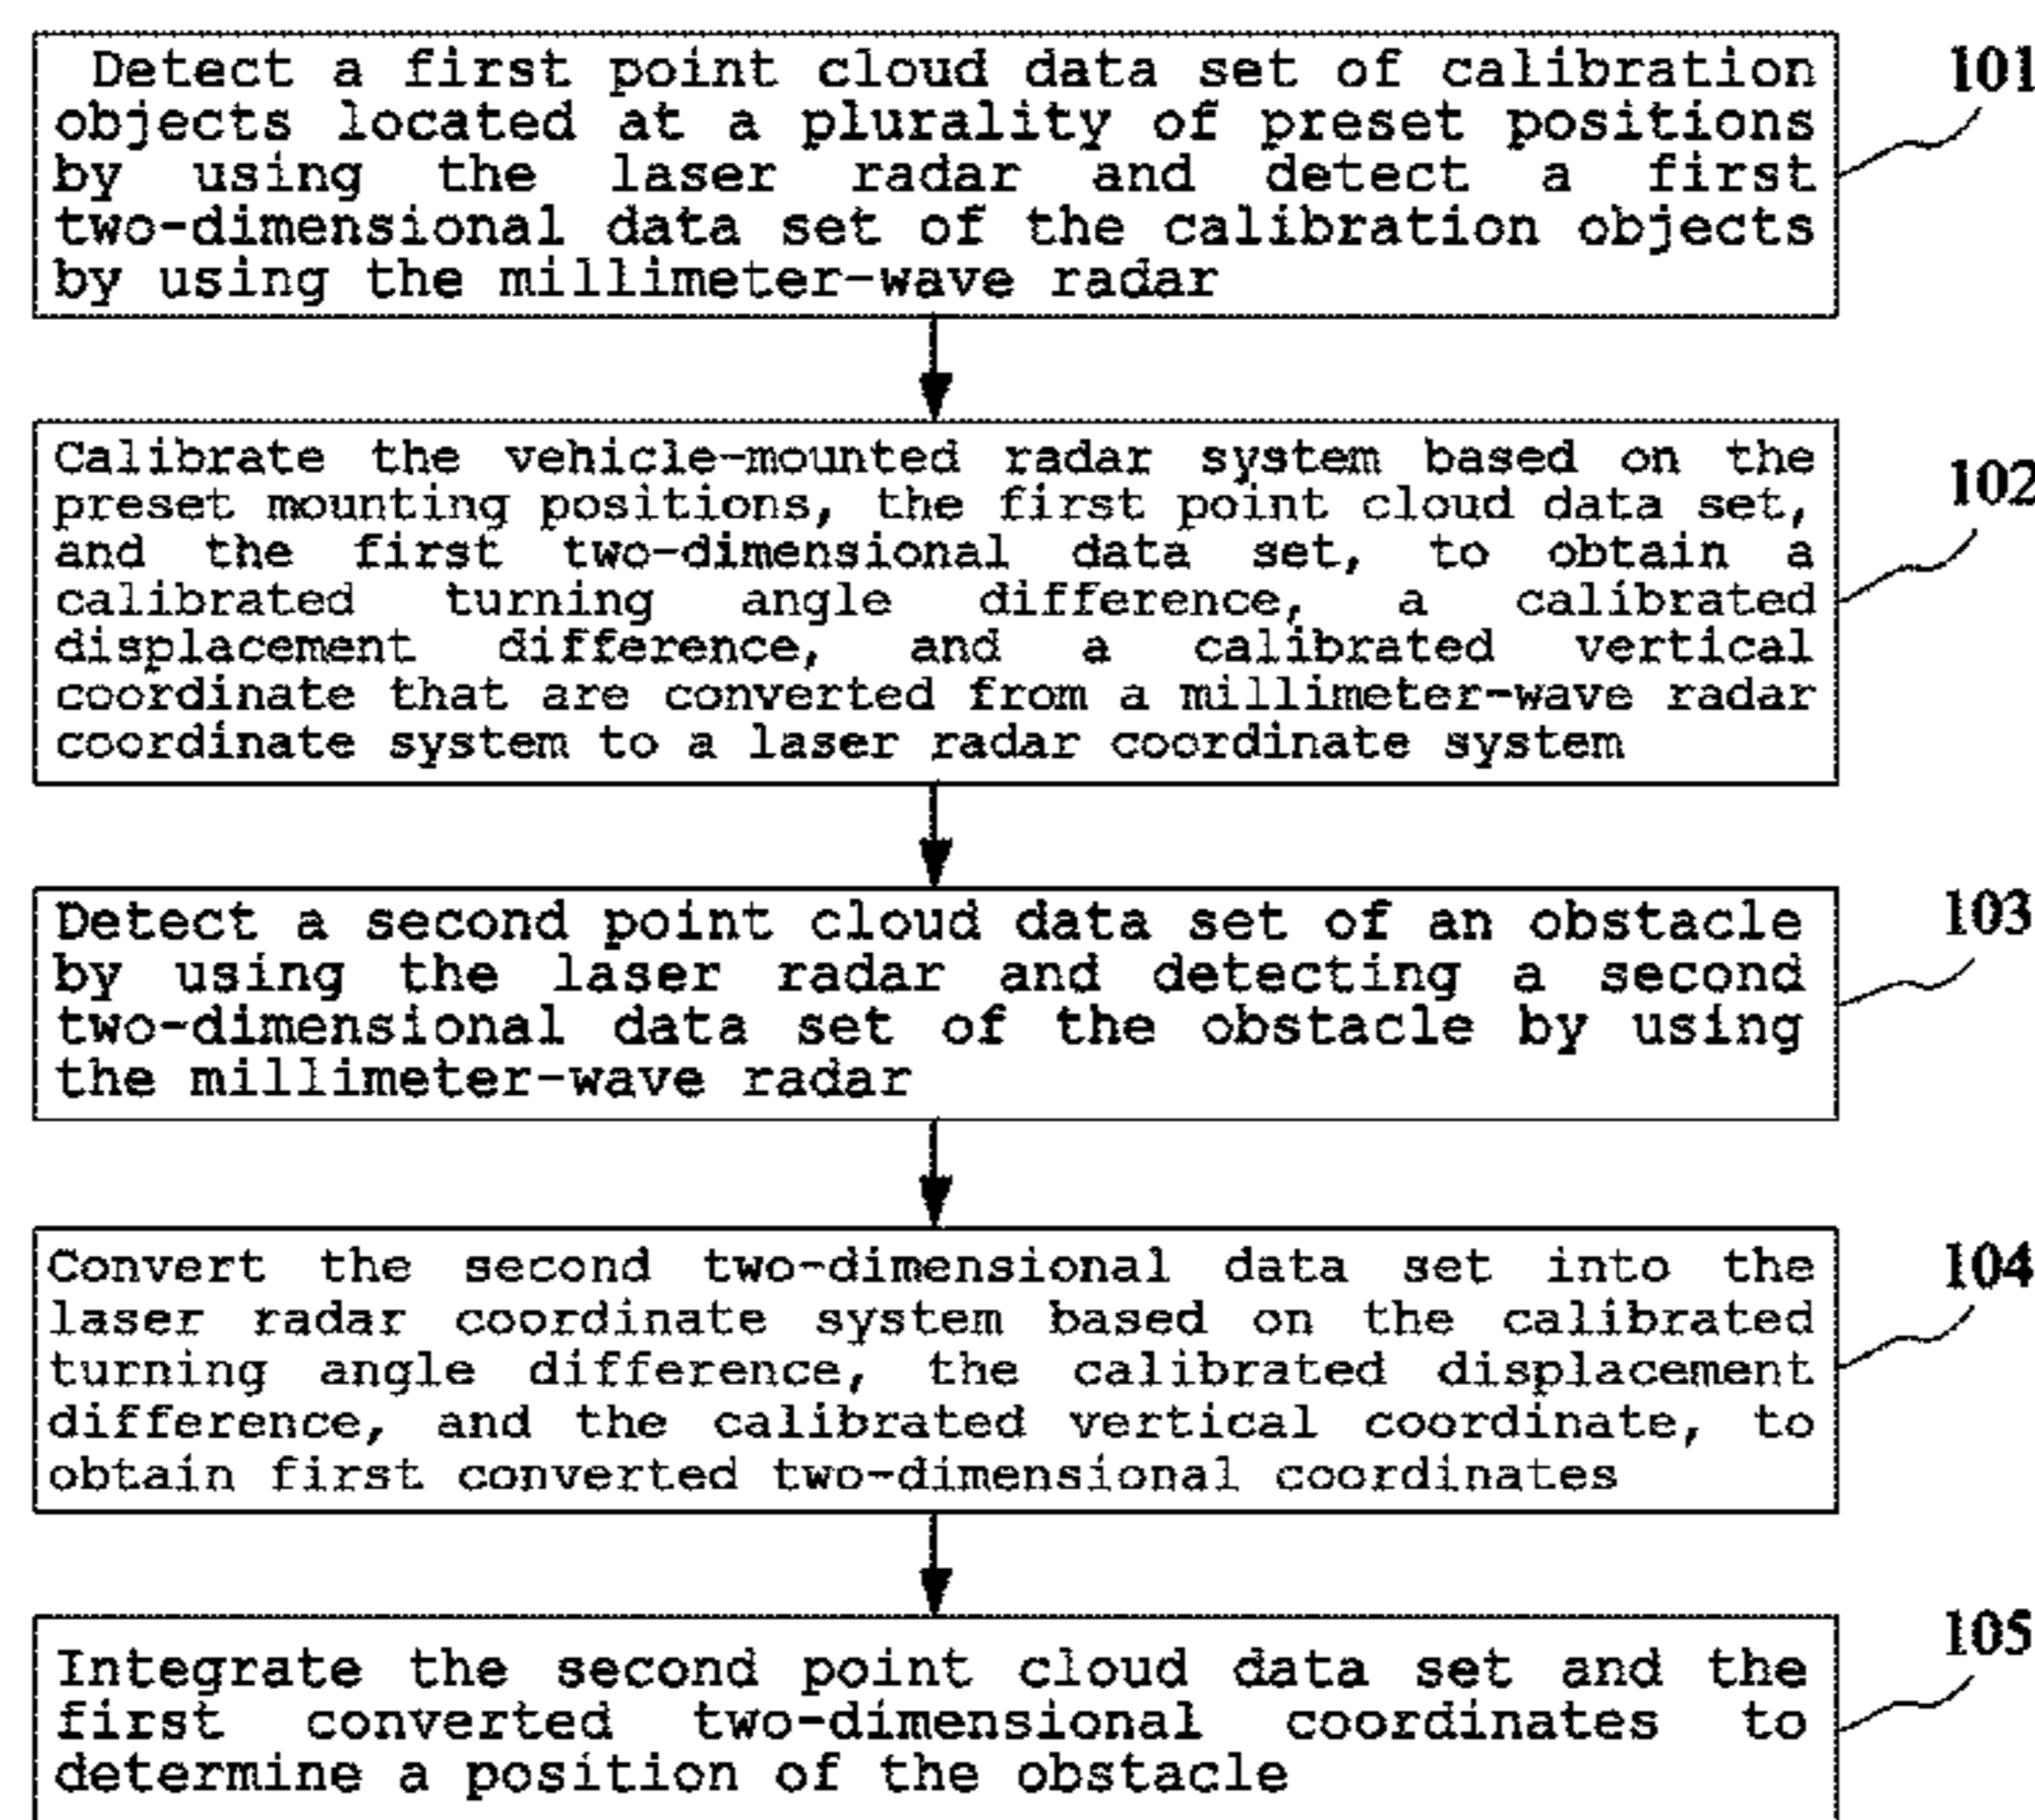 Detect a first point cloud data set of calibration
objects located at a plurality of preset positions
by using the laser radar and detect a first
two-dimensional data set of the calibration objects
by using the millimeter-wave radar
101
Calibrate the vehicle-mounted radar system based on the
preset mounting positions, the first point cloud data set,
and the first two-dimensional data set, to obtain a
calibrated turning angle difference, a calibrated
displacement difference, and a calibrated vertical
coordinate that are converted from a millimeter-wave radar
coordinate system to a laser radar coordinate system
102
Detect a second point cloud data set of an obstacle
by using the laser radar and detecting a second
two-dimensional data set of the obstacle by using
the millimeter-wave radar
103
Convert the second two-dimensional data set into the
laser radar coordinate system based on the calibrated
turning angle difference, the calibrated displacement
difference, and the calibrated vertical coordinate, to
obtain first converted two-dimensional coordinates
104
Integrate the second point cloud data set and the
first converted two-dimensional coordinates to
determine a position of the obstacle
105